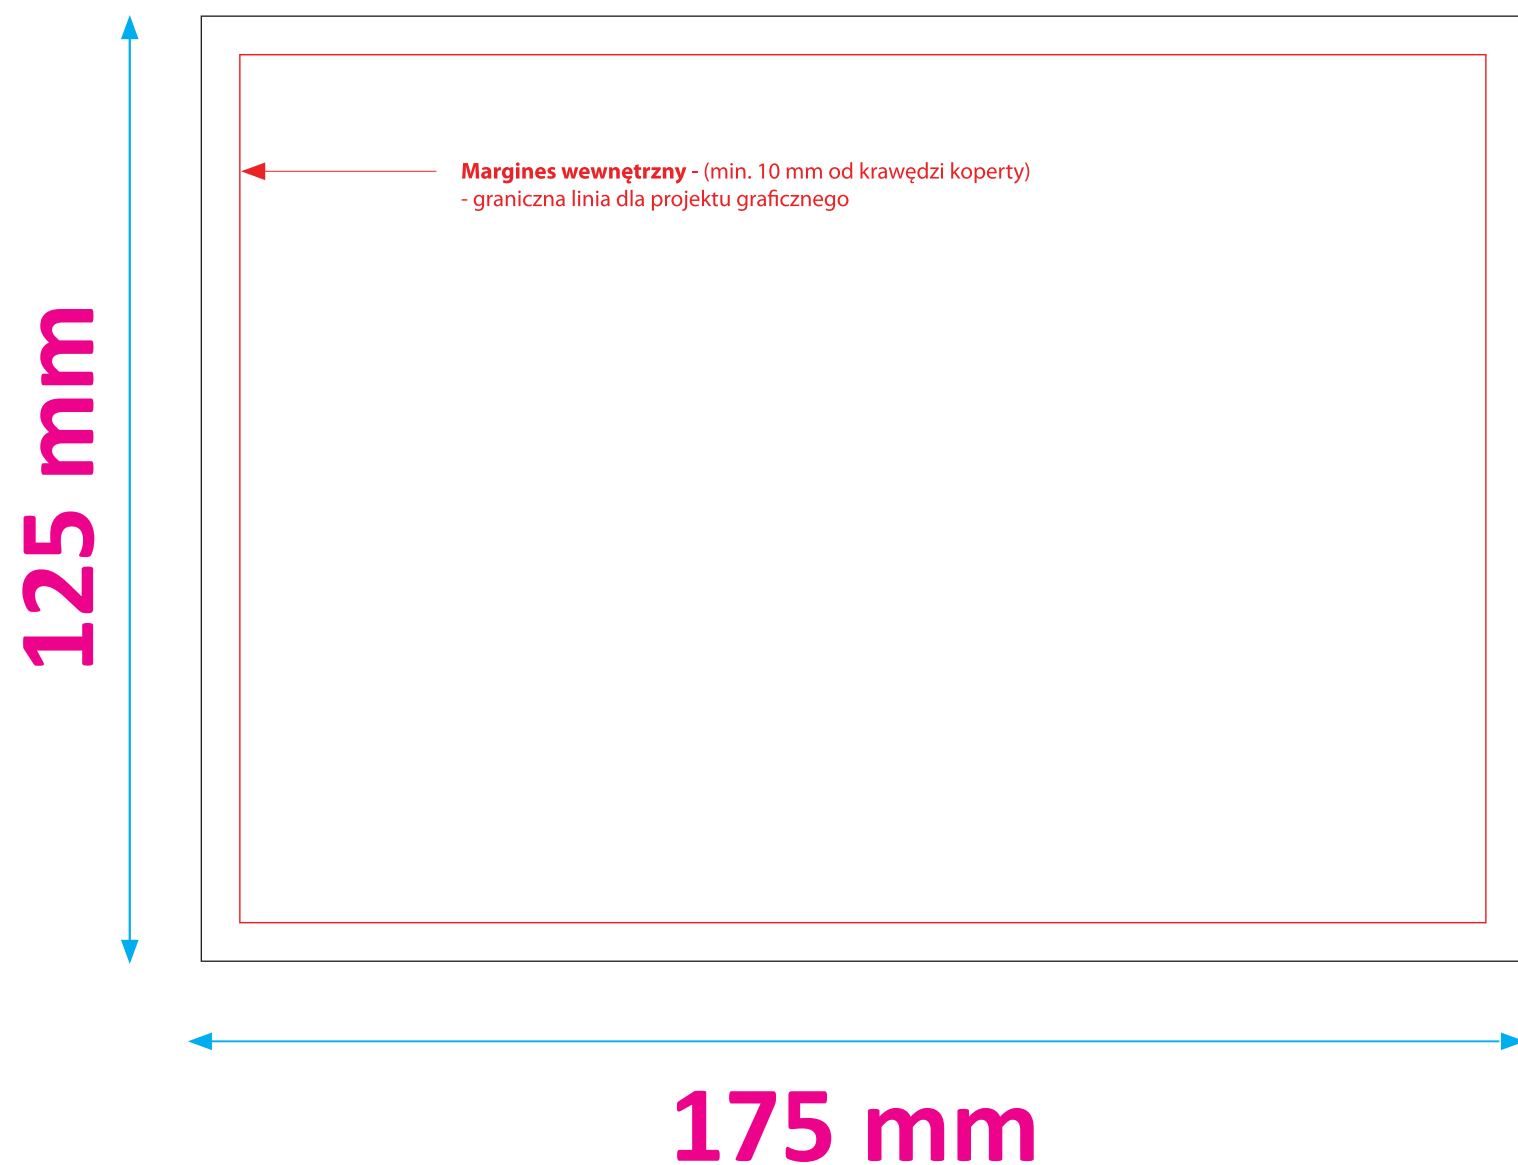 Margines wewnętrzny - (min. 10 mm od krawędzi koperty)
- graniczna linia dla projektu graficznego
125 mm
175 mm